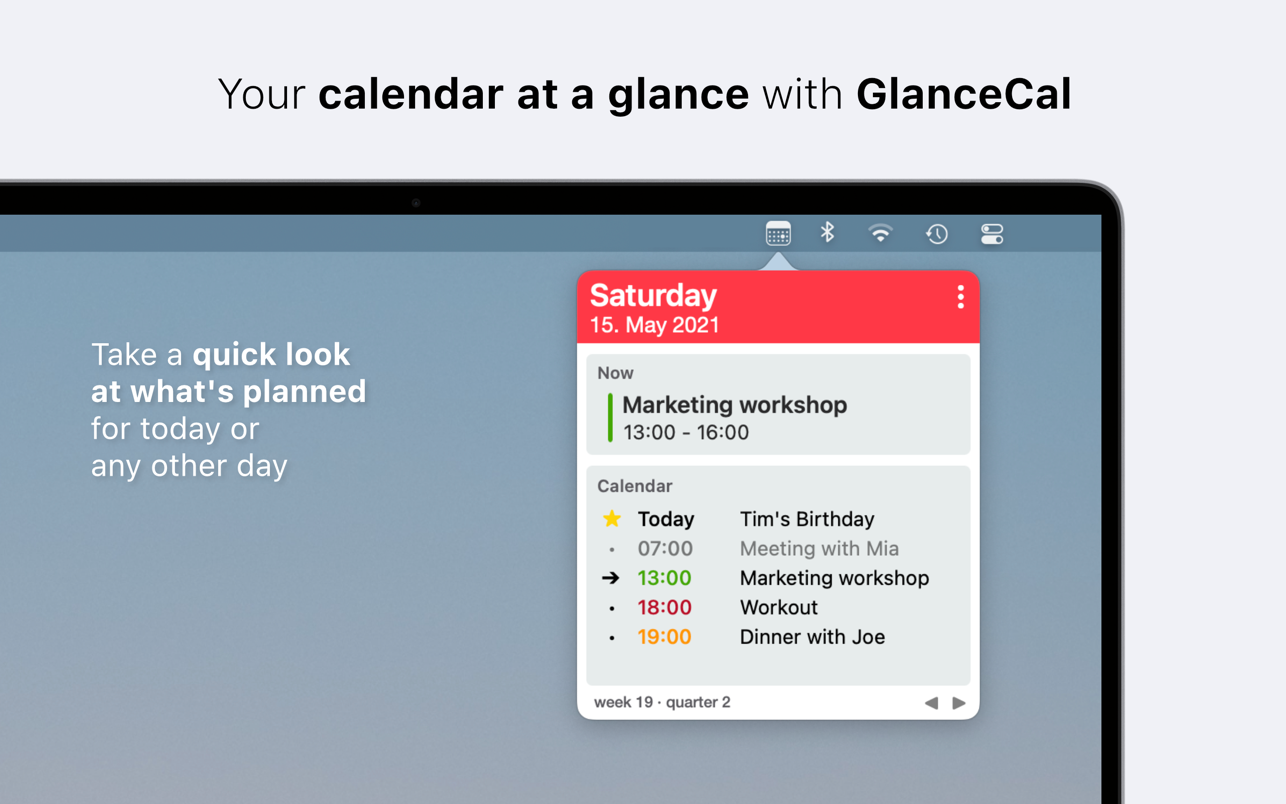 Your calendar at a glance with GlanceCal
Take a quick look
at what's planned
for today or
any other day
Saturday
15. May 2021
Now
Marketing workshop
13:00 - 16:00
Calendar
Today Tim's Birthday
07:00 Meeting with Mia
13:00 Marketing workshop
18:00 Workout
19:00 Dinner with Joe
week 19 · quarter 2